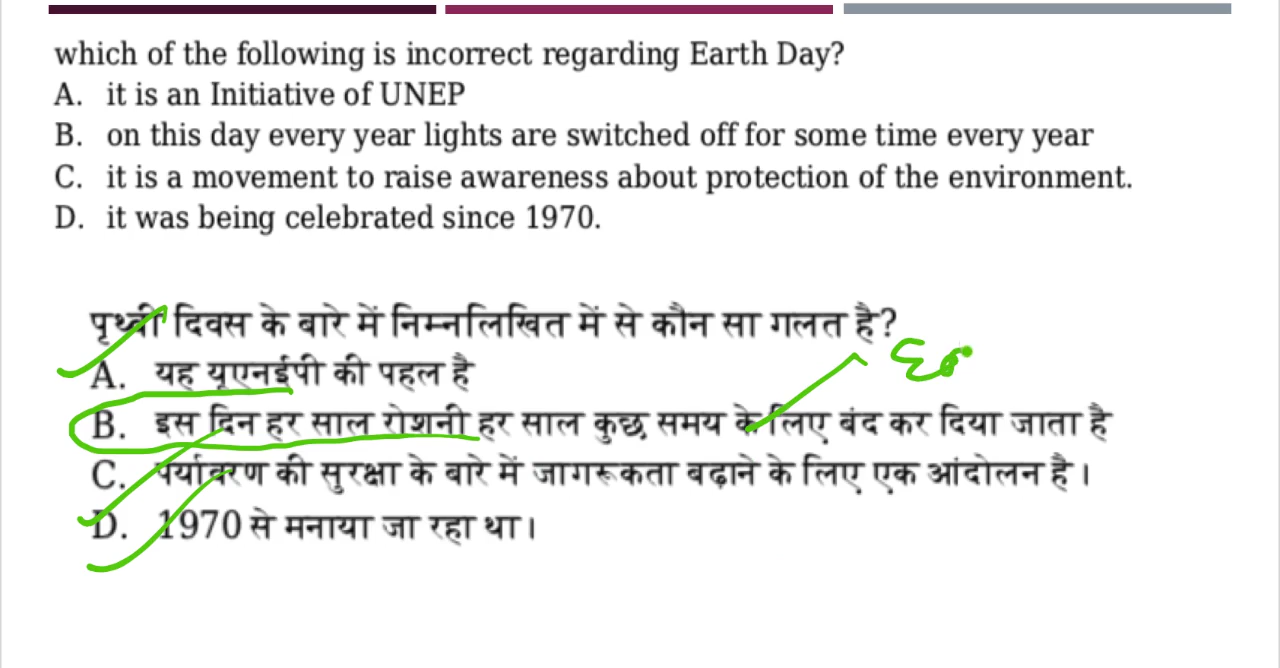 which of the following is incorrect regarding Earth Day?
A. it is an Initiative of UNEP
B. on this day every year lights are switched off for some time every year
C. it is a movement to raise awareness about protection of the environment.
D. it was being celebrated since 1970.
पृथ्वी दिवस के बारे में निम्नलिखित में से कौन सा गलत है?
A. यह यूएनईपी की पहल है
B. इस दिन हर साल रोशनी हर साल कुछ समय के लिए बंद कर दिया जाता है
C. पर्यावरण की सुरक्षा के बारे में जागरूकता बढ़ाने के लिए एक आंदोलन है।
D. 1970 से मनाया जा रहा था।